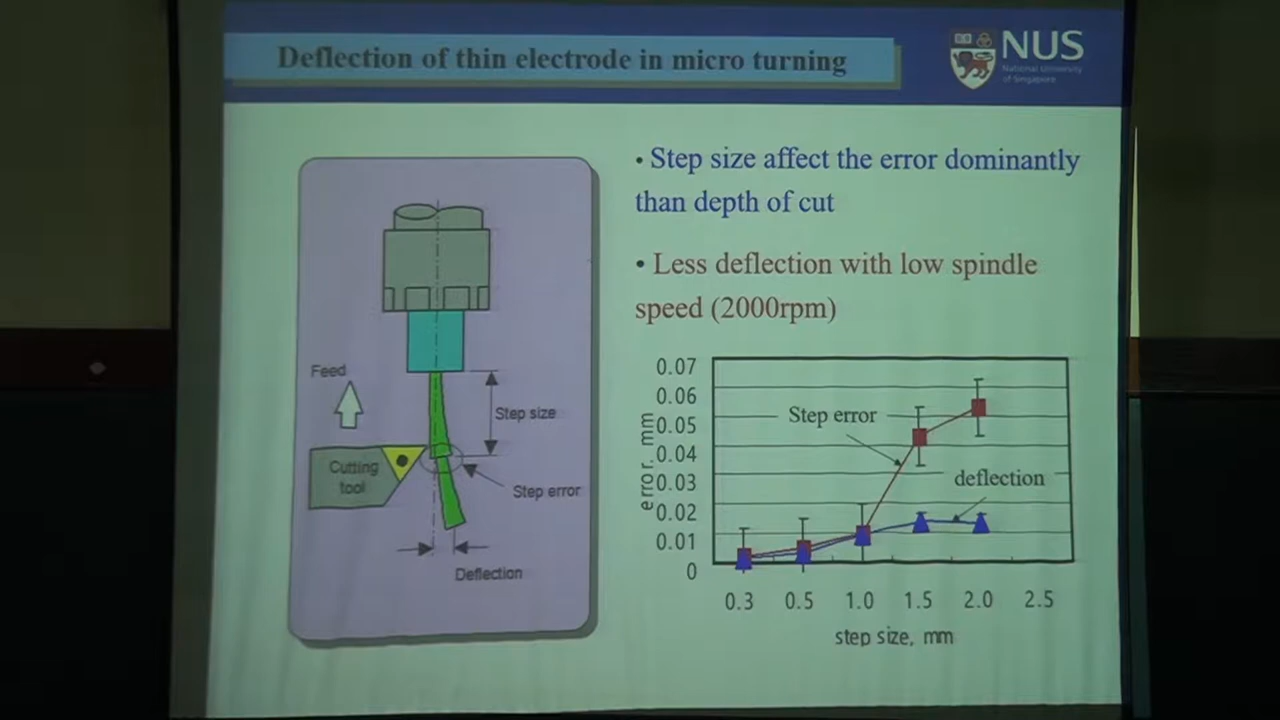 Deflection of thin electrode in micro turning
NUS
National University
of Singapore
• Step size affect the error dominantly
than depth of cut
• Less deflection with low spindle
speed (2000rpm)
Feed
Step size
Cutting
tool
Step error
Deflection
0.07
0.06
0.05
0.04
0.03
0.02
0.01
0
error, mm
Step error
deflection
0.3 0.5 1.0 1.5 2.0 2.5
step size, mm